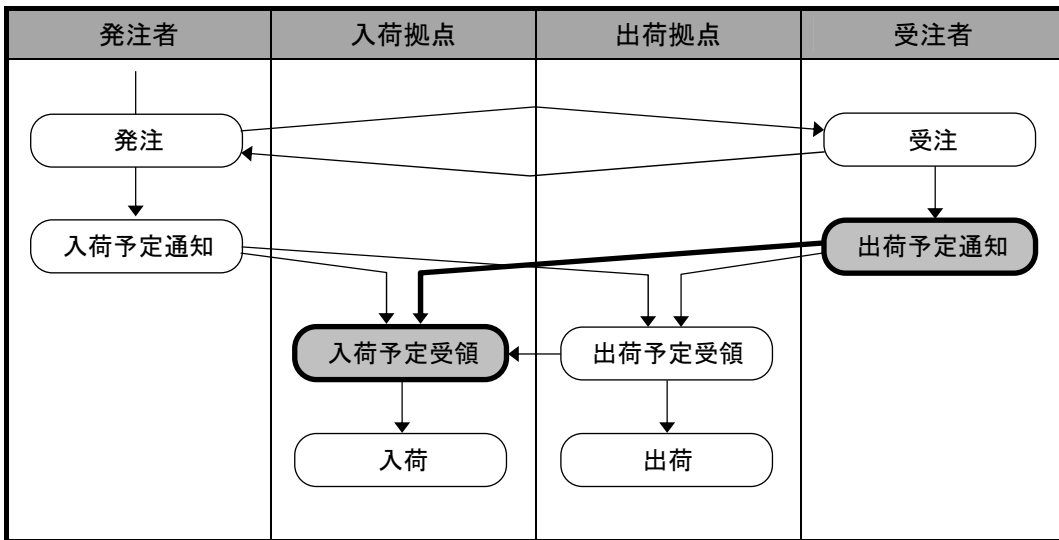 発注者
入荷拠点
出荷拠点
受注者
発注
受注
入荷予定通知
出荷予定通知
入荷予定受領
出荷予定受領
入荷
出荷